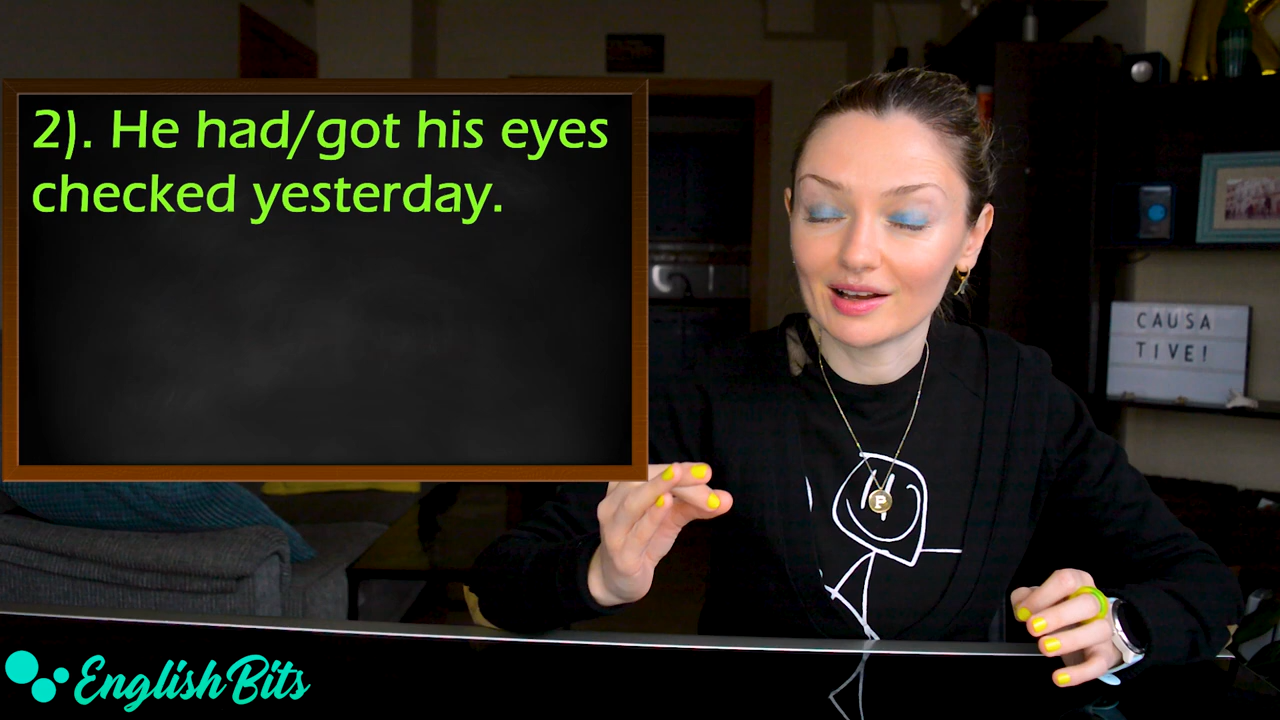 2). He had/got his eyes
checked yesterday.
CAUSA
TIVE!
P
EnglishBits